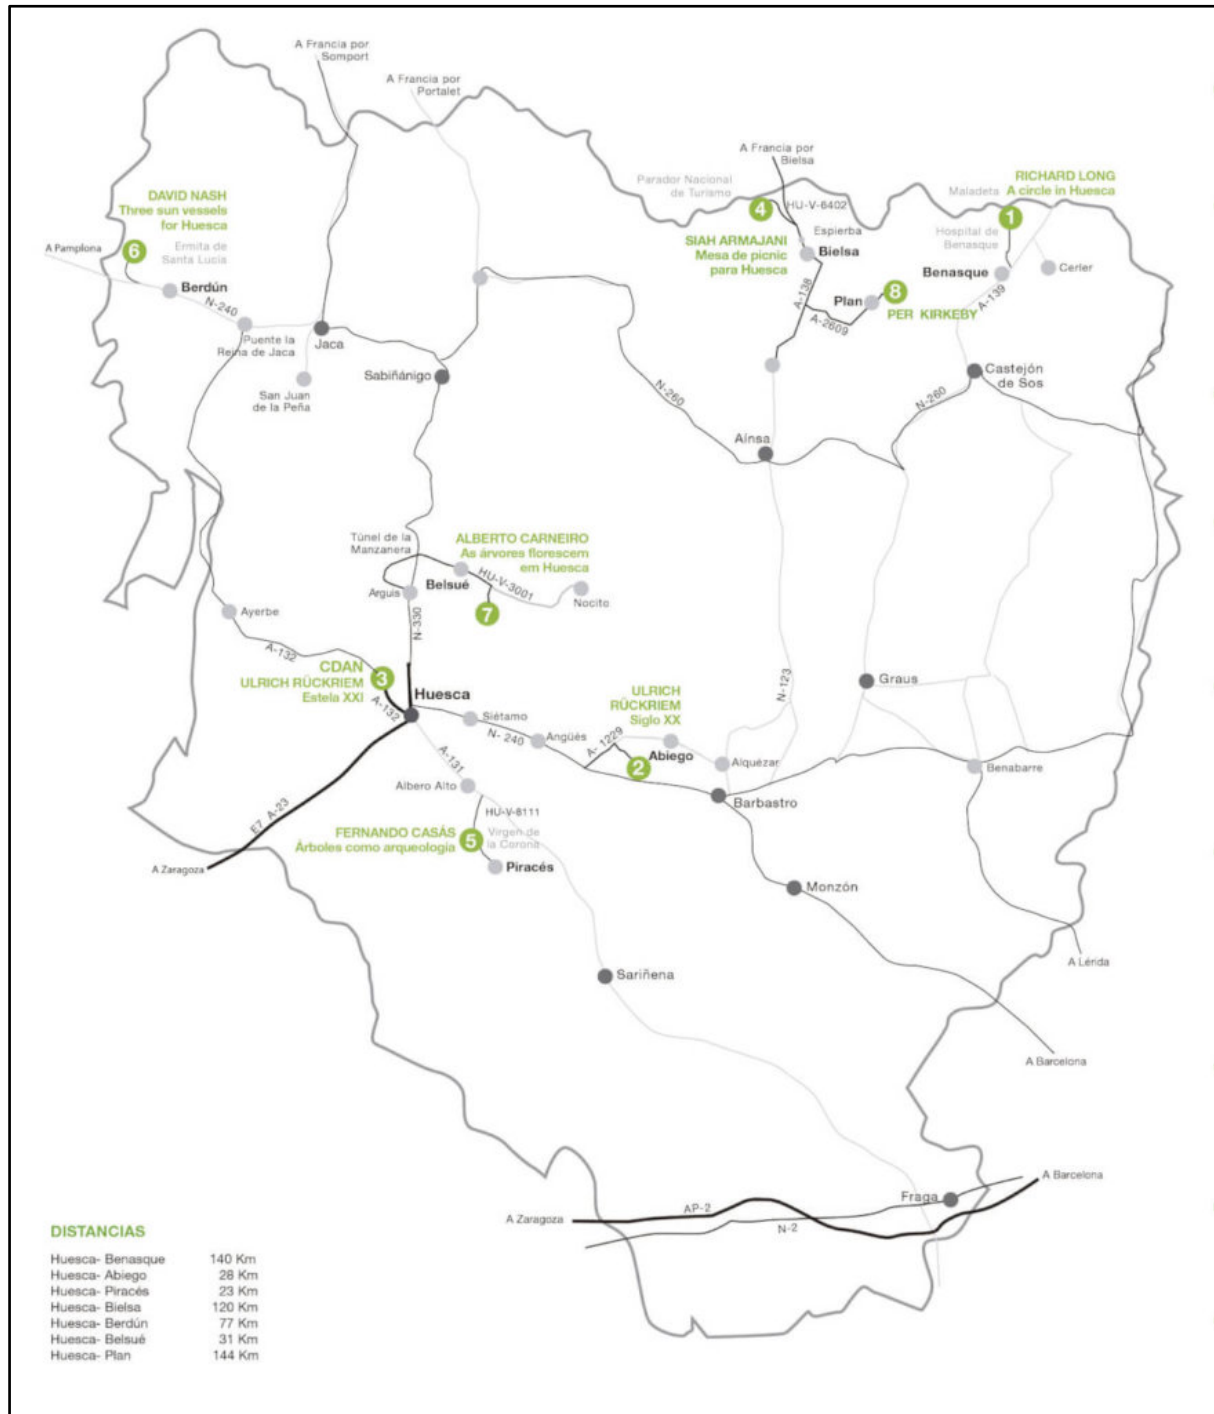 A Francia por
Somport
A Francia por
Portalet
A Francia por
Bielsa
Parador Nacional
de Turismo
4
HU-V-6402
Espierba
SIAH ARMAJANI
Mesa de picnic
para Huesca
Bielsa
RICHARD LONG
A circle in Huesca
Maladeta
1
Hospital de
Benasque
Benasque
Cerler
A-139
DAVID NASH
Three sun vessels
for Huesca
A Pamplona
6
Ermita de
Santa Lucía
Berdún
N-240
Puente la
Reina de Jaca
Jaca
San Juan
de la Peña
Sabiñánigo
A-138
Plan
8
PER KIRKEBY
A-2609
N-260
N-260
Castejón
de Sos
Aínsa
Túnel de la
Manzanera
ALBERTO CARNEIRO
As árvores florescem
em Huesca
Belsué
HU-V-3001
Arguis
7
Nocito
N-330
Ayerbe
A-132
CDAN
ULRICH RÜCKRIEM
Estela XXI
3
A-132
Huesca
Siétamo
N- 240
Angüés
ULRICH
RÜCKRIEM
Siglo XX
A- 1229
Abiego
2
Alquézar
N-123
Graus
Benabarre
Barbastro
A-131
Albero Alto
HU-V-8111
E7 A-23
A Zaragoza
FERNANDO CASÁS
Árboles como arqueología
5
Virgen de
la Corona
Piracés
Monzón
A Lérida
Sariñena
A Barcelona
A Barcelona
Fraga
A Zaragoza
AP-2
N-2
DISTANCIAS
Huesca- Benasque 140 Km
Huesca- Abiego 28 Km
Huesca- Piracés 23 Km
Huesca- Bielsa 120 Km
Huesca- Berdún 77 Km
Huesca- Belsué 31 Km
Huesca- Plan 144 Km